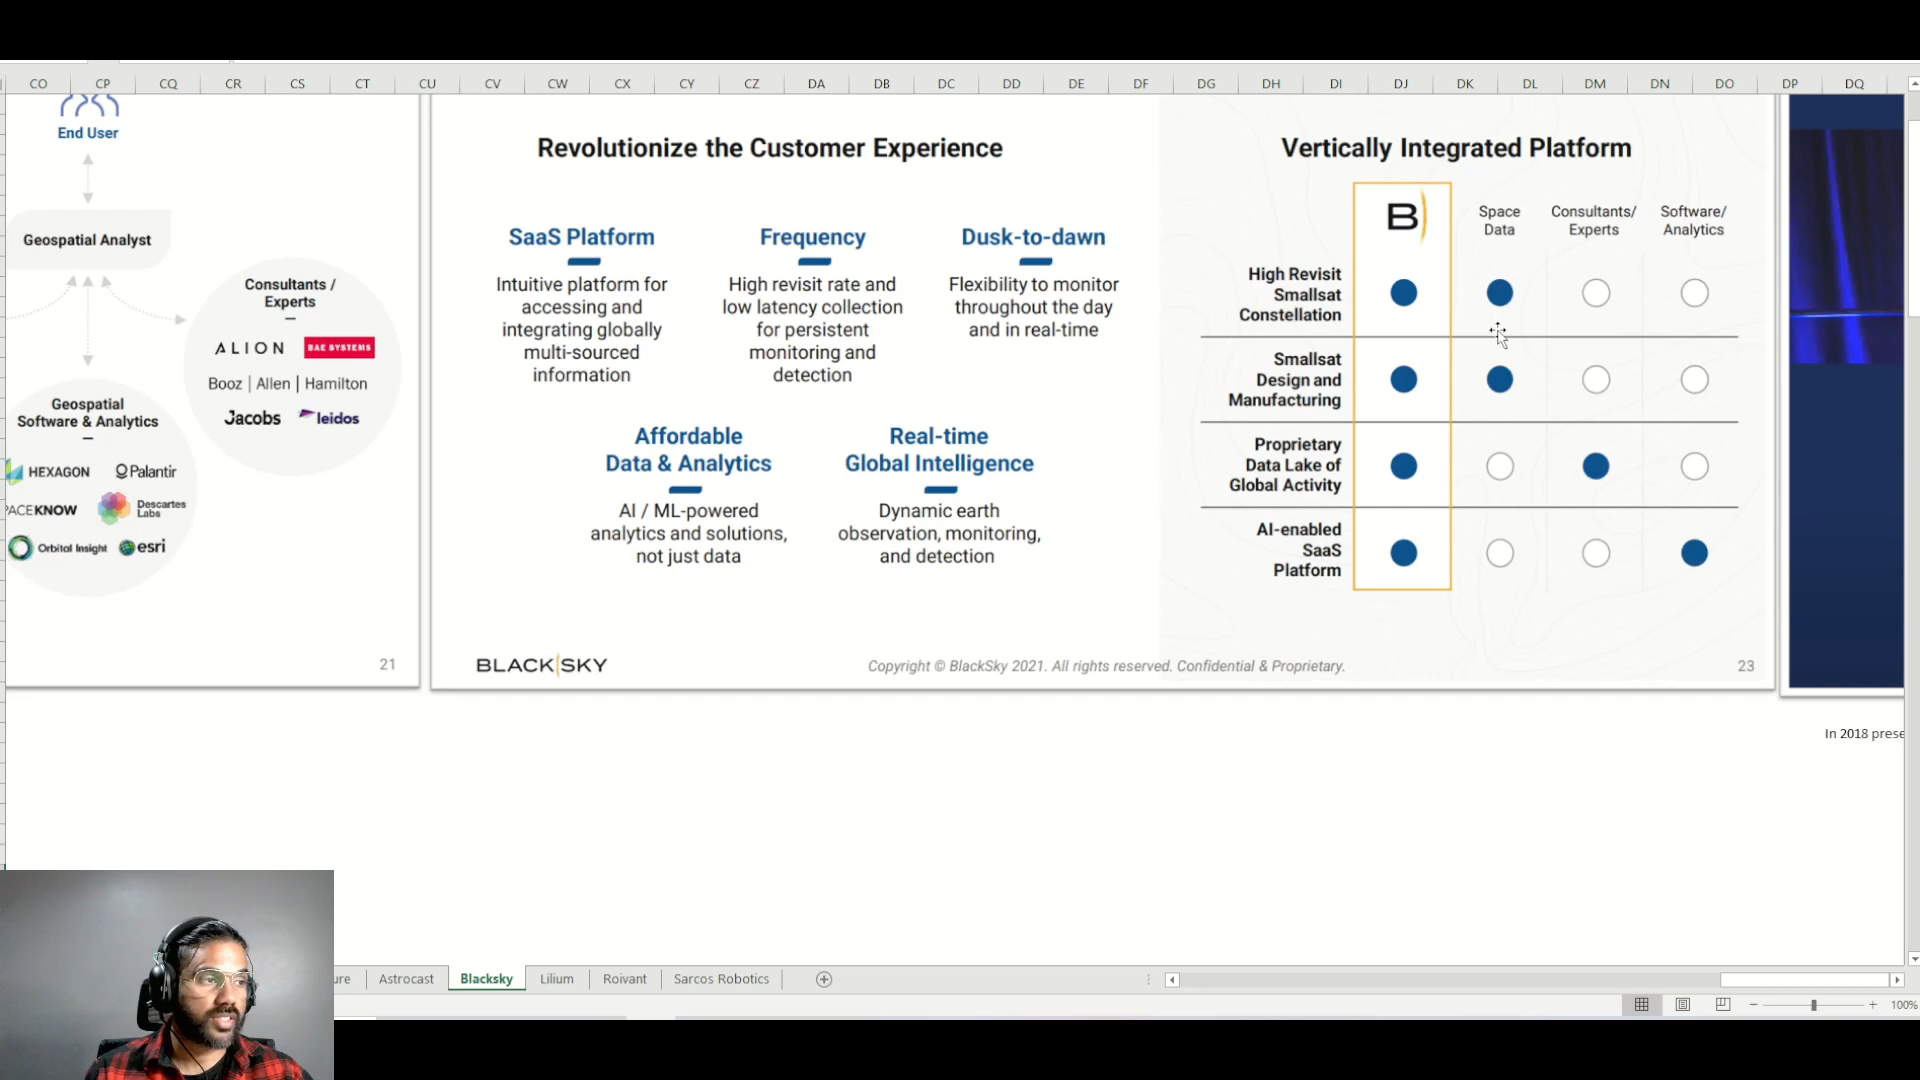 CO CP CQ CR CS CT CU CV CW CX CY CZ DA DB DC DD DE DF DG DH DI DJ DK DL DM DN DO DP DQ
End User
Geospatial Analyst
Consultants /
Experts
ALION BAE SYSTEMS
Booz | Allen | Hamilton
Jacobs leidos
Geospatial
Software & Analytics
HEXAGON Palantir
KNOW Descartes
Labs
Orbital Insight esri
21
Revolutionize the Customer Experience
SaaS Platform
Intuitive platform for
accessing and
integrating globally
multi-sourced
information
Frequency
High revisit rate and
low latency collection
for persistent
monitoring and
detection
Dusk-to-dawn
Flexibility to monitor
throughout the day
and in real-time
Affordable
Data & Analytics
AI / ML-powered
analytics and solutions,
not just data
Real-time
Global Intelligence
Dynamic earth
observation, monitoring,
and detection
Vertically Integrated Platform
B
Space
Data
Consultants/
Experts
Software/
Analytics
High Revisit
Smallsat
Constellation
Smallsat
Design and
Manufacturing
Proprietary
Data Lake of
Global Activity
AI-enabled
SaaS
Platform
BLACKSKY
Copyright © BlackSky 2021. All rights reserved. Confidential & Proprietary.
23
In 2018 prese
ure Astrocast Blacksky Lilium Roivant Sarcos Robotics
100%